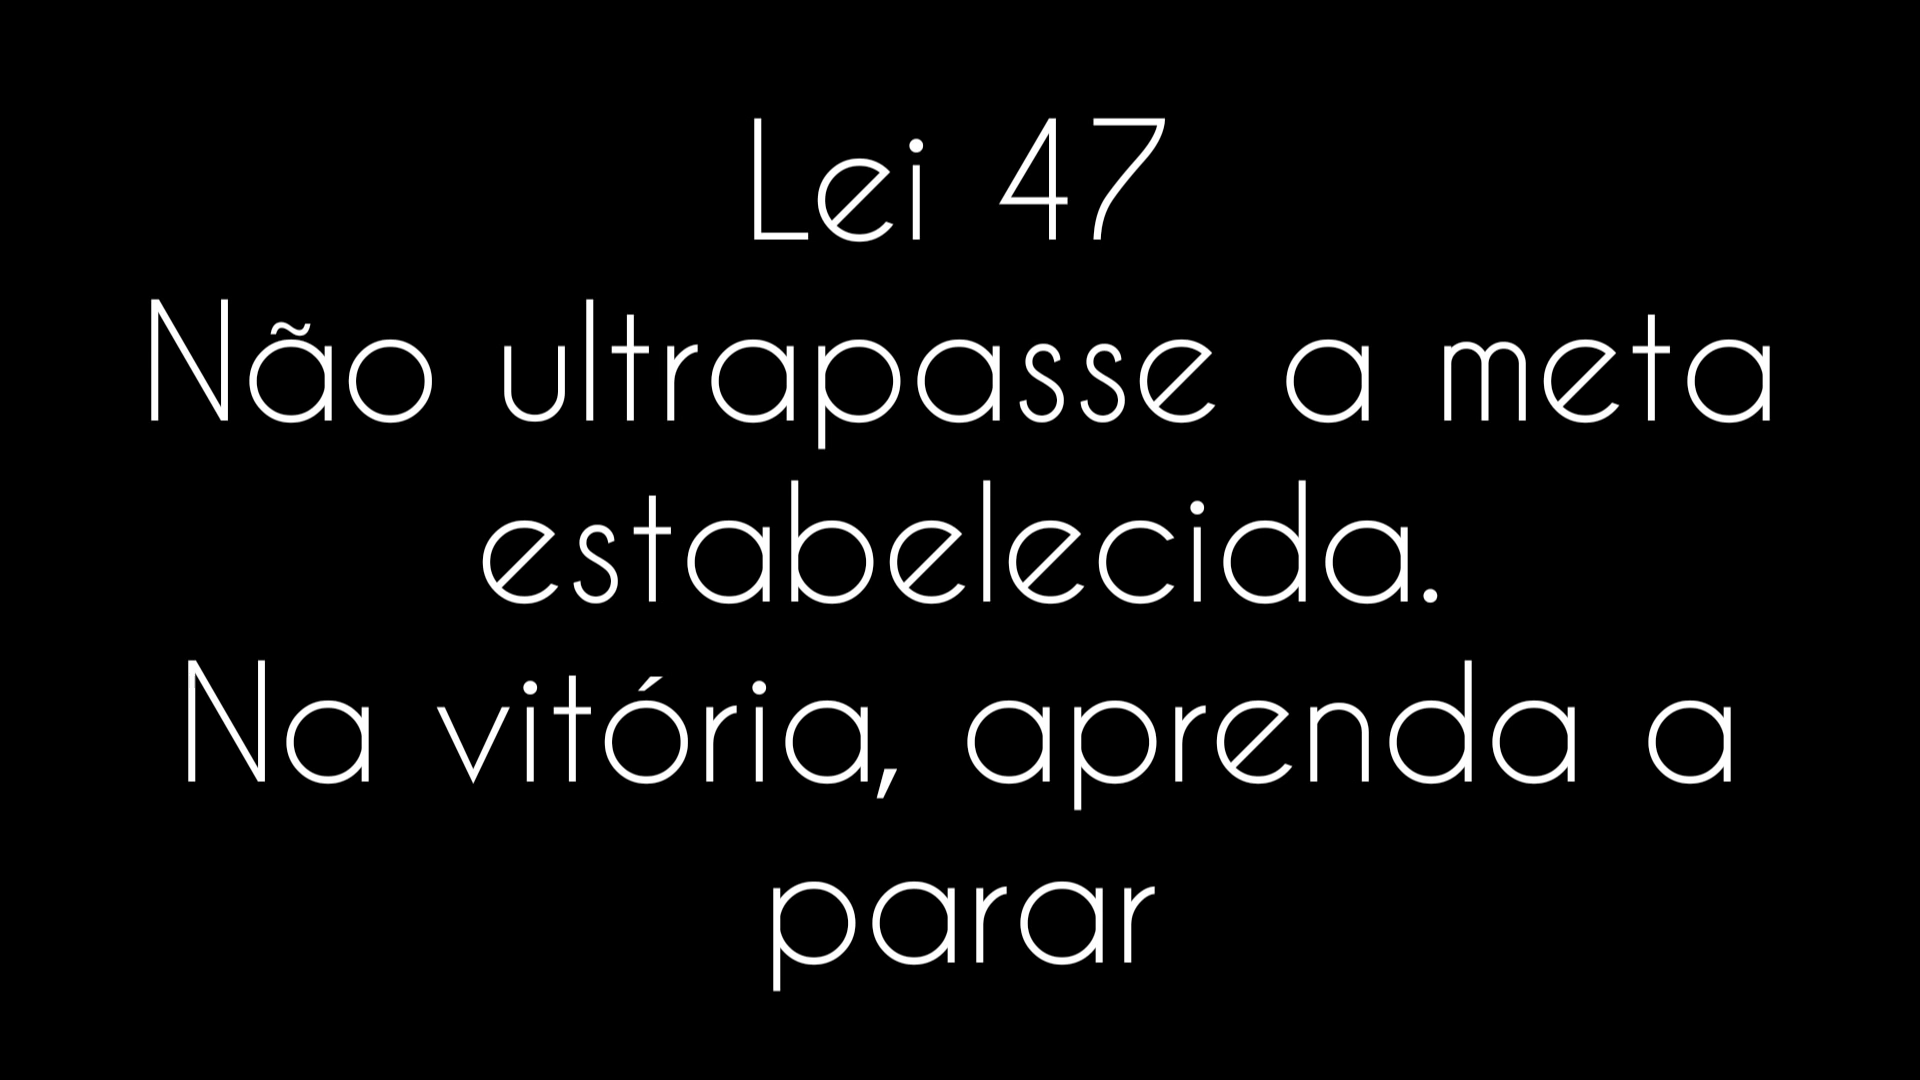 Lei 47
Não ultrapasse a meta
estabelecida.
Na vitória, aprenda a
parar